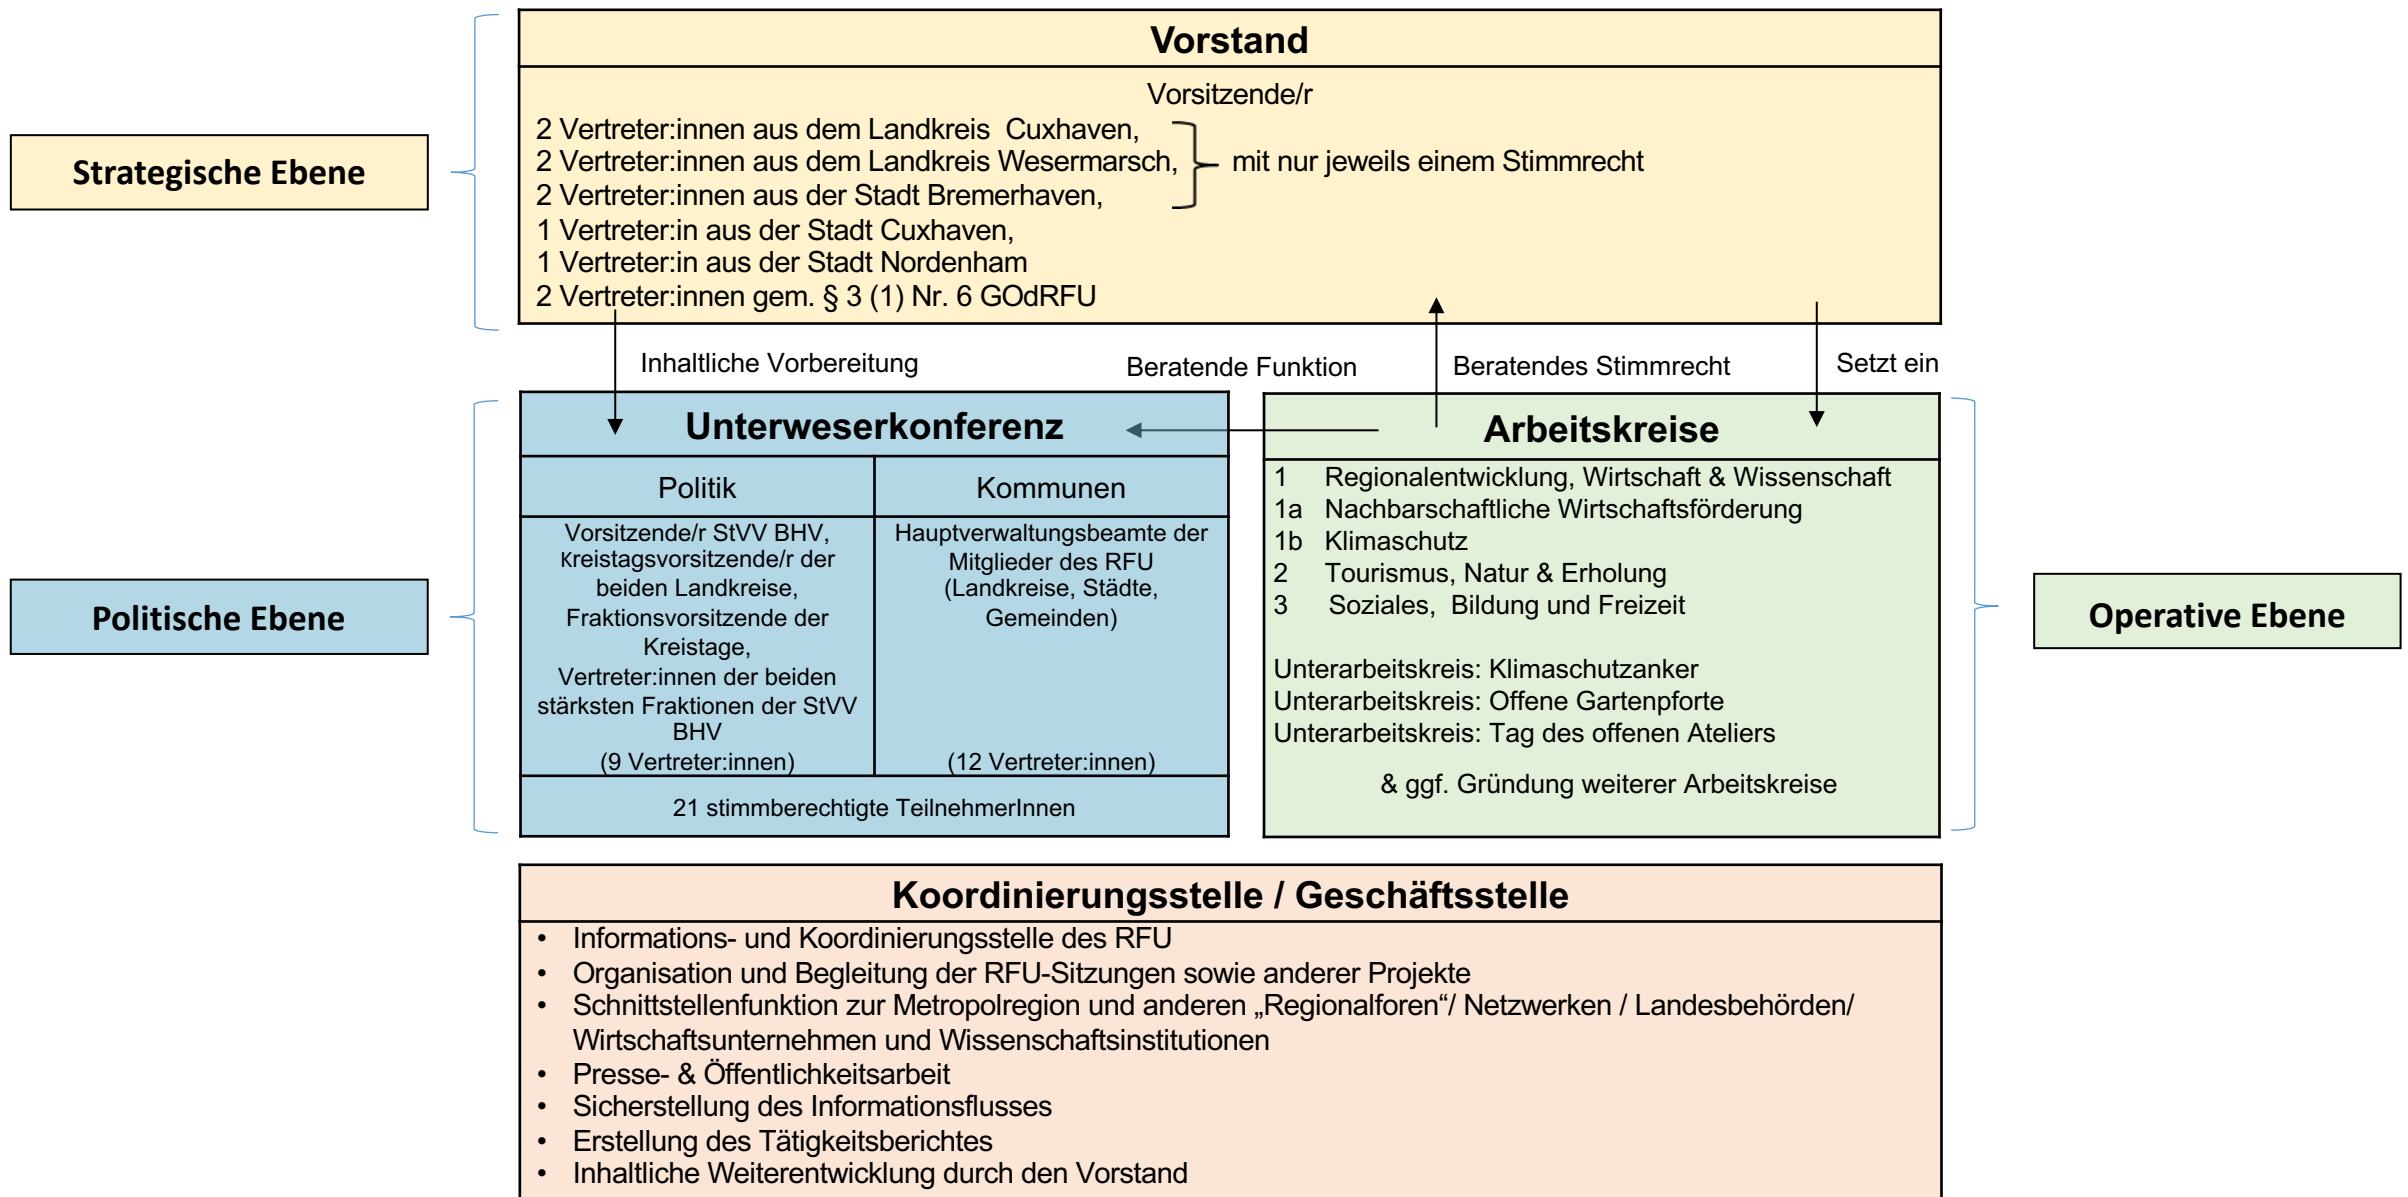 Vorstand
Vorsitzende/r
2 Vertreter:innen aus dem Landkreis Cuxhaven,
2 Vertreter:innen aus dem Landkreis Wesermarsch,
2 Vertreter:innen aus der Stadt Bremerhaven,
mit nur jeweils einem Stimmrecht
1 Vertreter:in aus der Stadt Cuxhaven,
1 Vertreter:in aus der Stadt Nordenham
2 Vertreter:innen gem. § 3 (1) Nr. 6 GOdRFU
Strategische Ebene
Inhaltliche Vorbereitung
Beratende Funktion
Beratendes Stimmrecht
Setzt ein
Politische Ebene
Unterweserkonferenz
Politik
Vorsitzende/r StVV BHV,
Kreistagsvorsitzende/r der
beiden Landkreise,
Fraktionsvorsitzende der
Kreistage,
Vertreter:innen der beiden
stärksten Fraktionen der StVV
BHV
(9 Vertreter:innen)
Kommunen
Hauptverwaltungsbeamte der
Mitglieder des RFU
(Landkreise, Städte,
Gemeinden)
(12 Vertreter:innen)
21 stimmberechtigte TeilnehmerInnen
Arbeitskreise
1 Regionalentwicklung, Wirtschaft & Wissenschaft
1a Nachbarschaftliche Wirtschaftsförderung
1b Klimaschutz
2 Tourismus, Natur & Erholung
3 Soziales, Bildung und Freizeit
Unterarbeitskreis: Klimaschutzanker
Unterarbeitskreis: Offene Gartenpforte
Unterarbeitskreis: Tag des offenen Ateliers
& ggf. Gründung weiterer Arbeitskreise
Operative Ebene
Koordinierungsstelle / Geschäftsstelle
• Informations- und Koordinierungsstelle des RFU
• Organisation und Begleitung der RFU-Sitzungen sowie anderer Projekte
• Schnittstellenfunktion zur Metropolregion und anderen „Regionalforen“/ Netzwerken / Landesbehörden/
Wirtschaftsunternehmen und Wissenschaftsinstitutionen
• Presse- & Öffentlichkeitsarbeit
• Sicherstellung des Informationsflusses
• Erstellung des Tätigkeitsberichtes
• Inhaltliche Weiterentwicklung durch den Vorstand